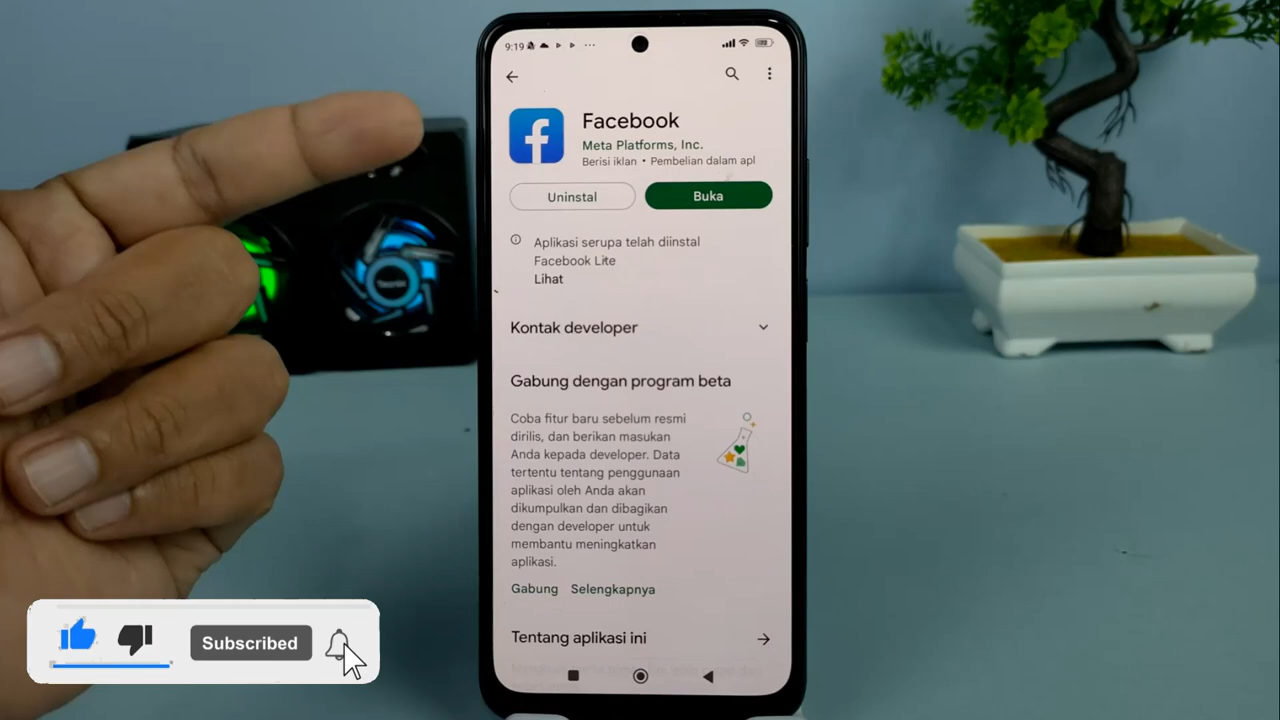 9:19
Facebook
Meta Platforms, Inc.
Berisi iklan • Pembelian dalam apl
Uninstal
Buka
Aplikasi serupa telah diinstal
Facebook Lite
Lihat
Kontak developer
Gabung dengan program beta
Coba fitur baru sebelum resmi
dirilis, dan berikan masukan
Anda kepada developer. Data
tertentu tentang penggunaan
aplikasi oleh Anda akan
dikumpulkan dan dibagikan
dengan developer untuk
membantu meningkatkan
aplikasi.
Gabung Selengkapnya
Tentang aplikasi ini
Subscribed